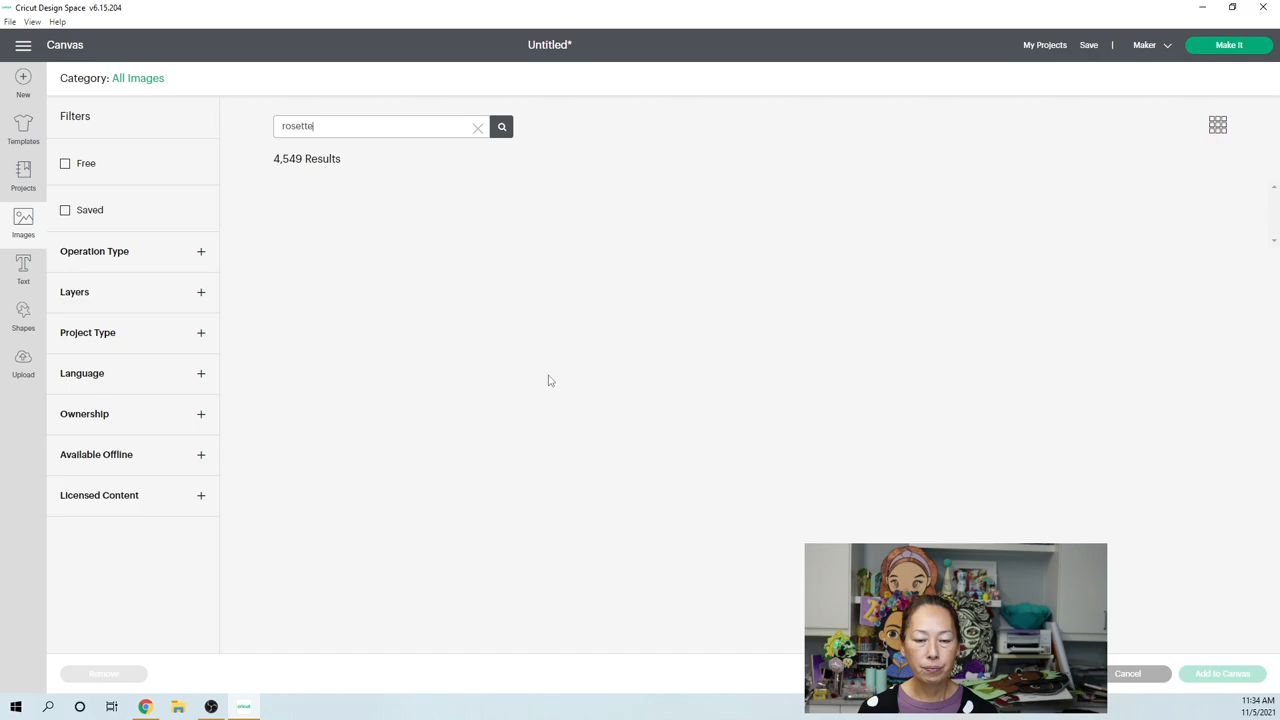 Cricut Design Space v6.15.204
File View Help
Canvas
Untitled*
My Projects Save | Maker Make It
New
Templates
Projects
Images
Text
Shapes
Upload
Category: All Images
Filters
Free
Saved
Operation Type +
Layers +
Project Type +
Language +
Ownership +
Available Offline +
Licensed Content +
rosette
4,549 Results
Remove
Cancel
Add to Canvas
cricut
11:34 AM
11/5/2021